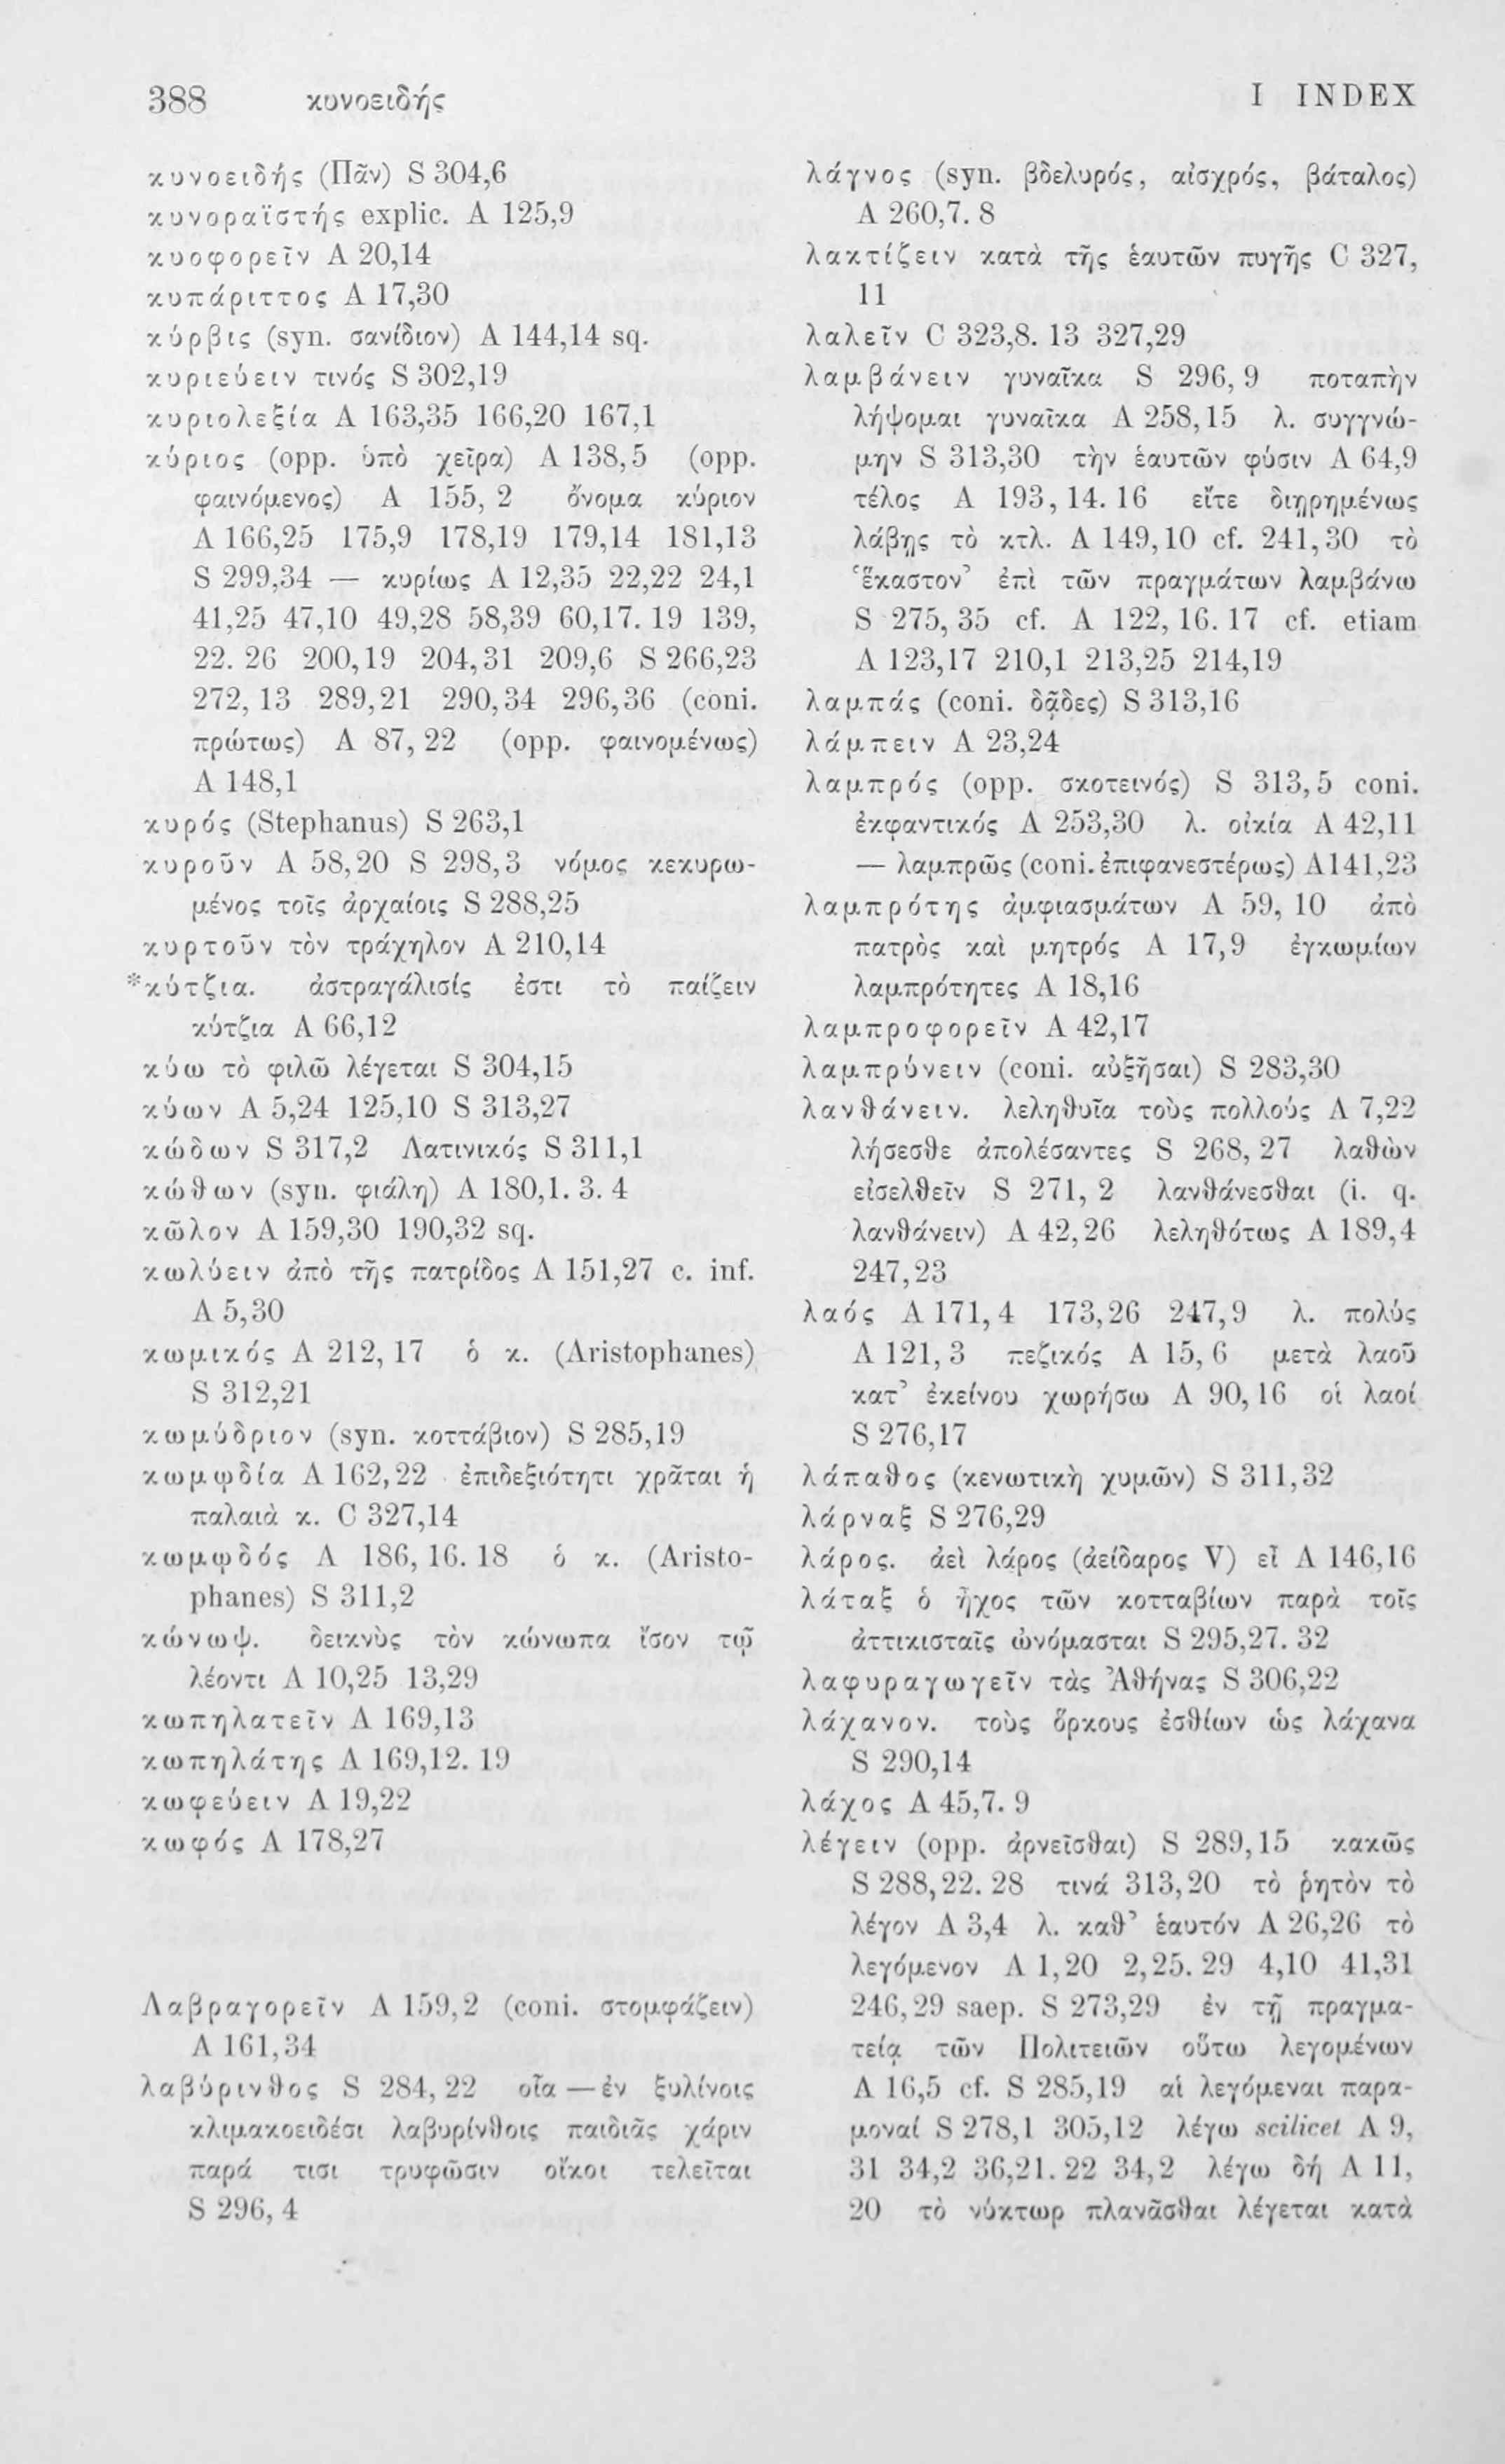 388 κυνοειδής I INDEX
κυνοειδής (Πᾶν) S 304,6
κυνοραϊστής explic. A 125,9
κυοφορεῖν A 20,14
κυπάριττος A 17,30
κύρβις (syn. σανίδιον) A 144,14 sq.
κυριεύειν τινός S 302,19
κυριολεξία A 163,35 166,20 167,1
κύριος (opp. ὑπὸ χεῖρα) A 138,5 (opp.
φαινόμενος) A 155, 2 ὄνομα κύριον
A 166,25 175,9 178,19 179,14 181,13
S 299,34 — κυρίως A 12,35 22,22 24,1
41,25 47,10 49,28 58,39 60,17. 19 139,
22. 26 200,19 204,31 209,6 S 266,23
272, 13 289,21 290,34 296,36 (coni.
πρώτως) A 87, 22 (opp. φαινομένως)
A 148,1
κυρός (Stephanus) S 263,1
κυροῦν A 58,20 S 298,3 νόμος κεκυρω-
μένος τοῖς ἀρχαίοις S 288,25
κυρτοῦν τὸν τράχηλον A 210,14
*κύτζια. ἀστραγάλισίς ἐστι τὸ παίζειν
κύτζια A 66,12
κύω τὸ φιλῶ λέγεται S 304,15
κύων A 5,24 125,10 S 313,27
κώδων S 317,2 Λατινικός S 311,1
κώθων (syn. φιάλη) A 180,1. 3. 4
κῶλον A 159,30 190,32 sq.
κωλύειν ἀπὸ τῆς πατρίδος A 151,27 c. inf.
A 5,30
κωμικός A 212, 17 ὁ κ. (Aristophanes)
S 312,21
κωμύδριον (syn. κοττάβιον) S 285,19
κωμῳδία A 162,22 ἐπιδεξιότητι χρᾶται ἡ
παλαιὰ κ. C 327,14
κωμῳδός A 186, 16. 18 ὁ κ. (Aristo-
phanes) S 311,2
κώνωψ. δεικνὺς τὸν κώνωπα ἴσον τῷ
λέοντι A 10,25 13,29
κωπηλατεῖν A 169,13
κωπηλάτης A 169,12. 19
κωφεύειν A 19,22
κωφός A 178,27
Λαβραγορεῖν A 159,2 (coni. στομφάζειν)
A 161,34
λαβύρινθος S 284, 22 οἷα — ἐν ξυλίνοις
κλιμακοειδέσι λαβυρίνθοις παιδιᾶς χάριν
παρά τισι τρυφῶσιν οἴκοι τελεῖται
S 296, 4
λάγνος (syn. βδελυρός, αἰσχρός, βάταλος)
A 260,7. 8
λακτίζειν κατὰ τῆς ἑαυτῶν πυγῆς C 327,
11
λαλεῖν C 323,8. 13 327,29
λαμβάνειν γυναῖκα S 296, 9 ποταπὴν
λήψομαι γυναῖκα A 258,15 λ. συγγνώ-
μην S 313,30 τὴν ἑαυτῶν φύσιν A 64,9
τέλος A 193, 14. 16 εἴτε διῃρημένως
λάβῃς τὸ κτλ. A 149,10 cf. 241,30 τὸ
‘ἕκαστον’ ἐπὶ τῶν πραγμάτων λαμβάνω
S 275, 35 cf. A 122, 16. 17 cf. etiam
A 123,17 210,1 213,25 214,19
λαμπάς (coni. δᾷδες) S 313,16
λάμπειν A 23,24
λαμπρός (opp. σκοτεινός) S 313,5 coni.
ἐκφαντικός A 253,30 λ. οἰκία A 42,11
— λαμπρῶς (coni. ἐπιφανεστέρως) A 141,23
λαμπρότης ἀμφιασμάτων A 59, 10 ἀπὸ
πατρὸς καὶ μητρός A 17,9 ἐγκωμίων
λαμπρότητες A 18,16
λαμπροφορεῖν A 42,17
λαμπρύνειν (coni. αὐξῆσαι) S 283,30
λανθάνειν. λεληθυῖα τοὺς πολλούς A 7,22
λήσεσθε ἀπολέσαντες S 268, 27 λαθὼν
εἰσελθεῖν S 271, 2 λανθάνεσθαι (i. q.
λανθάνειν) A 42,26 λεληθότως A 189,4
247,23
λαός A 171, 4 173,26 247,9 λ. πολύς
A 121, 3 πεζικός A 15, 6 μετὰ λαοῦ
κατ’ ἐκείνου χωρήσω A 90,16 οἱ λαοί
S 276,17
λάπαθος (κενωτικὴ χυμῶν) S 311,32
λάρναξ S 276,29
λάρος. ἀεὶ λάρος (ἀείδαρος V) εἶ A 146,16
λάταξ ὁ ἦχος τῶν κοτταβίων παρὰ τοῖς
ἀττικισταῖς ὠνόμασται S 295,27. 32
λαφυραγωγεῖν τὰς Ἀθήνας S 306,22
λάχανον. τοὺς ὅρκους ἐσθίων ὡς λάχανα
S 290,14
λάχος A 45,7. 9
λέγειν (opp. ἀρνεῖσθαι) S 289,15 κακῶς
S 288,22. 28 τινά 313,20 τὸ ῥητὸν τὸ
λέγον A 3,4 λ. καθ’ ἑαυτόν A 26,26 τὸ
λεγόμενον A 1,20 2,25. 29 4,10 41,31
246,29 saep. S 273,29 ἐν τῇ πραγμα-
τείᾳ τῶν Πολιτειῶν οὕτω λεγομένων
A 16,5 cf. S 285,19 αἱ λεγόμεναι παρα-
μοναί S 278,1 305,12 λέγω scilicet A 9,
31 34,2 36,21. 22 34,2 λέγω δή A 11,
20 τὸ νύκτωρ πλανᾶσθαι λέγεται κατὰ